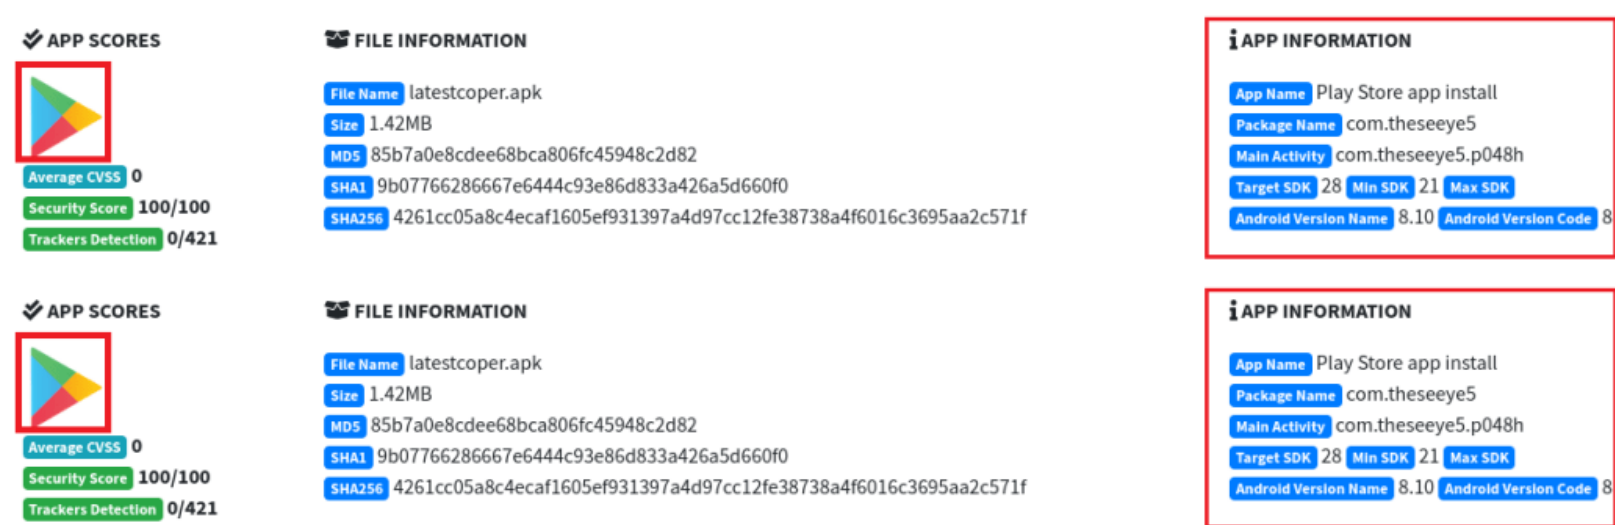 APP SCORES
FILE INFORMATION
APP INFORMATION
File Name latestcoper.apk
App Name Play Store app install
Size 1.42MB
Package Name com.theseeye5
MD5 85b7a0e8cdee68bca806fc45948c2d82
Main Activity com.theseeye5.p048h
Average CVSS 0
SHA1 9b07766286667e6444c93e86d833a426a5d660f0
Target SDK 28 Min SDK 21 Max SDK
Security Score 100/100
SHA256 4261cc05a8c4ecaf1605ef931397a4d97cc12fe38738a4f6016c3695aa2c571f
Android Version Name 8.10 Android Version Code 8
Trackers Detection 0/421
APP SCORES
FILE INFORMATION
APP INFORMATION
File Name latestcoper.apk
App Name Play Store app install
Size 1.42MB
Package Name com.theseeye5
MD5 85b7a0e8cdee68bca806fc45948c2d82
Main Activity com.theseeye5.p048h
Average CVSS 0
SHA1 9b07766286667e6444c93e86d833a426a5d660f0
Target SDK 28 Min SDK 21 Max SDK
Security Score 100/100
SHA256 4261cc05a8c4ecaf1605ef931397a4d97cc12fe38738a4f6016c3695aa2c571f
Android Version Name 8.10 Android Version Code 8
Trackers Detection 0/421